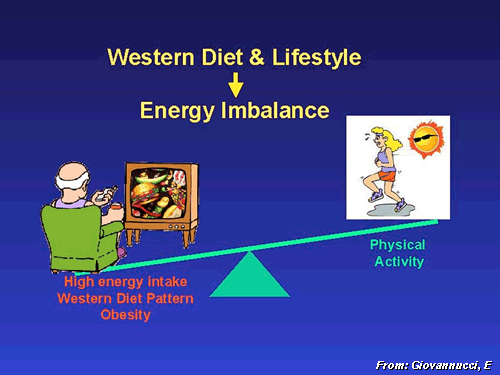 Western Diet & Lifestyle
Energy Imbalance
Physical
Activity
High energy intake
Western Diet Pattern
Obesity
From: Giovannucci, E